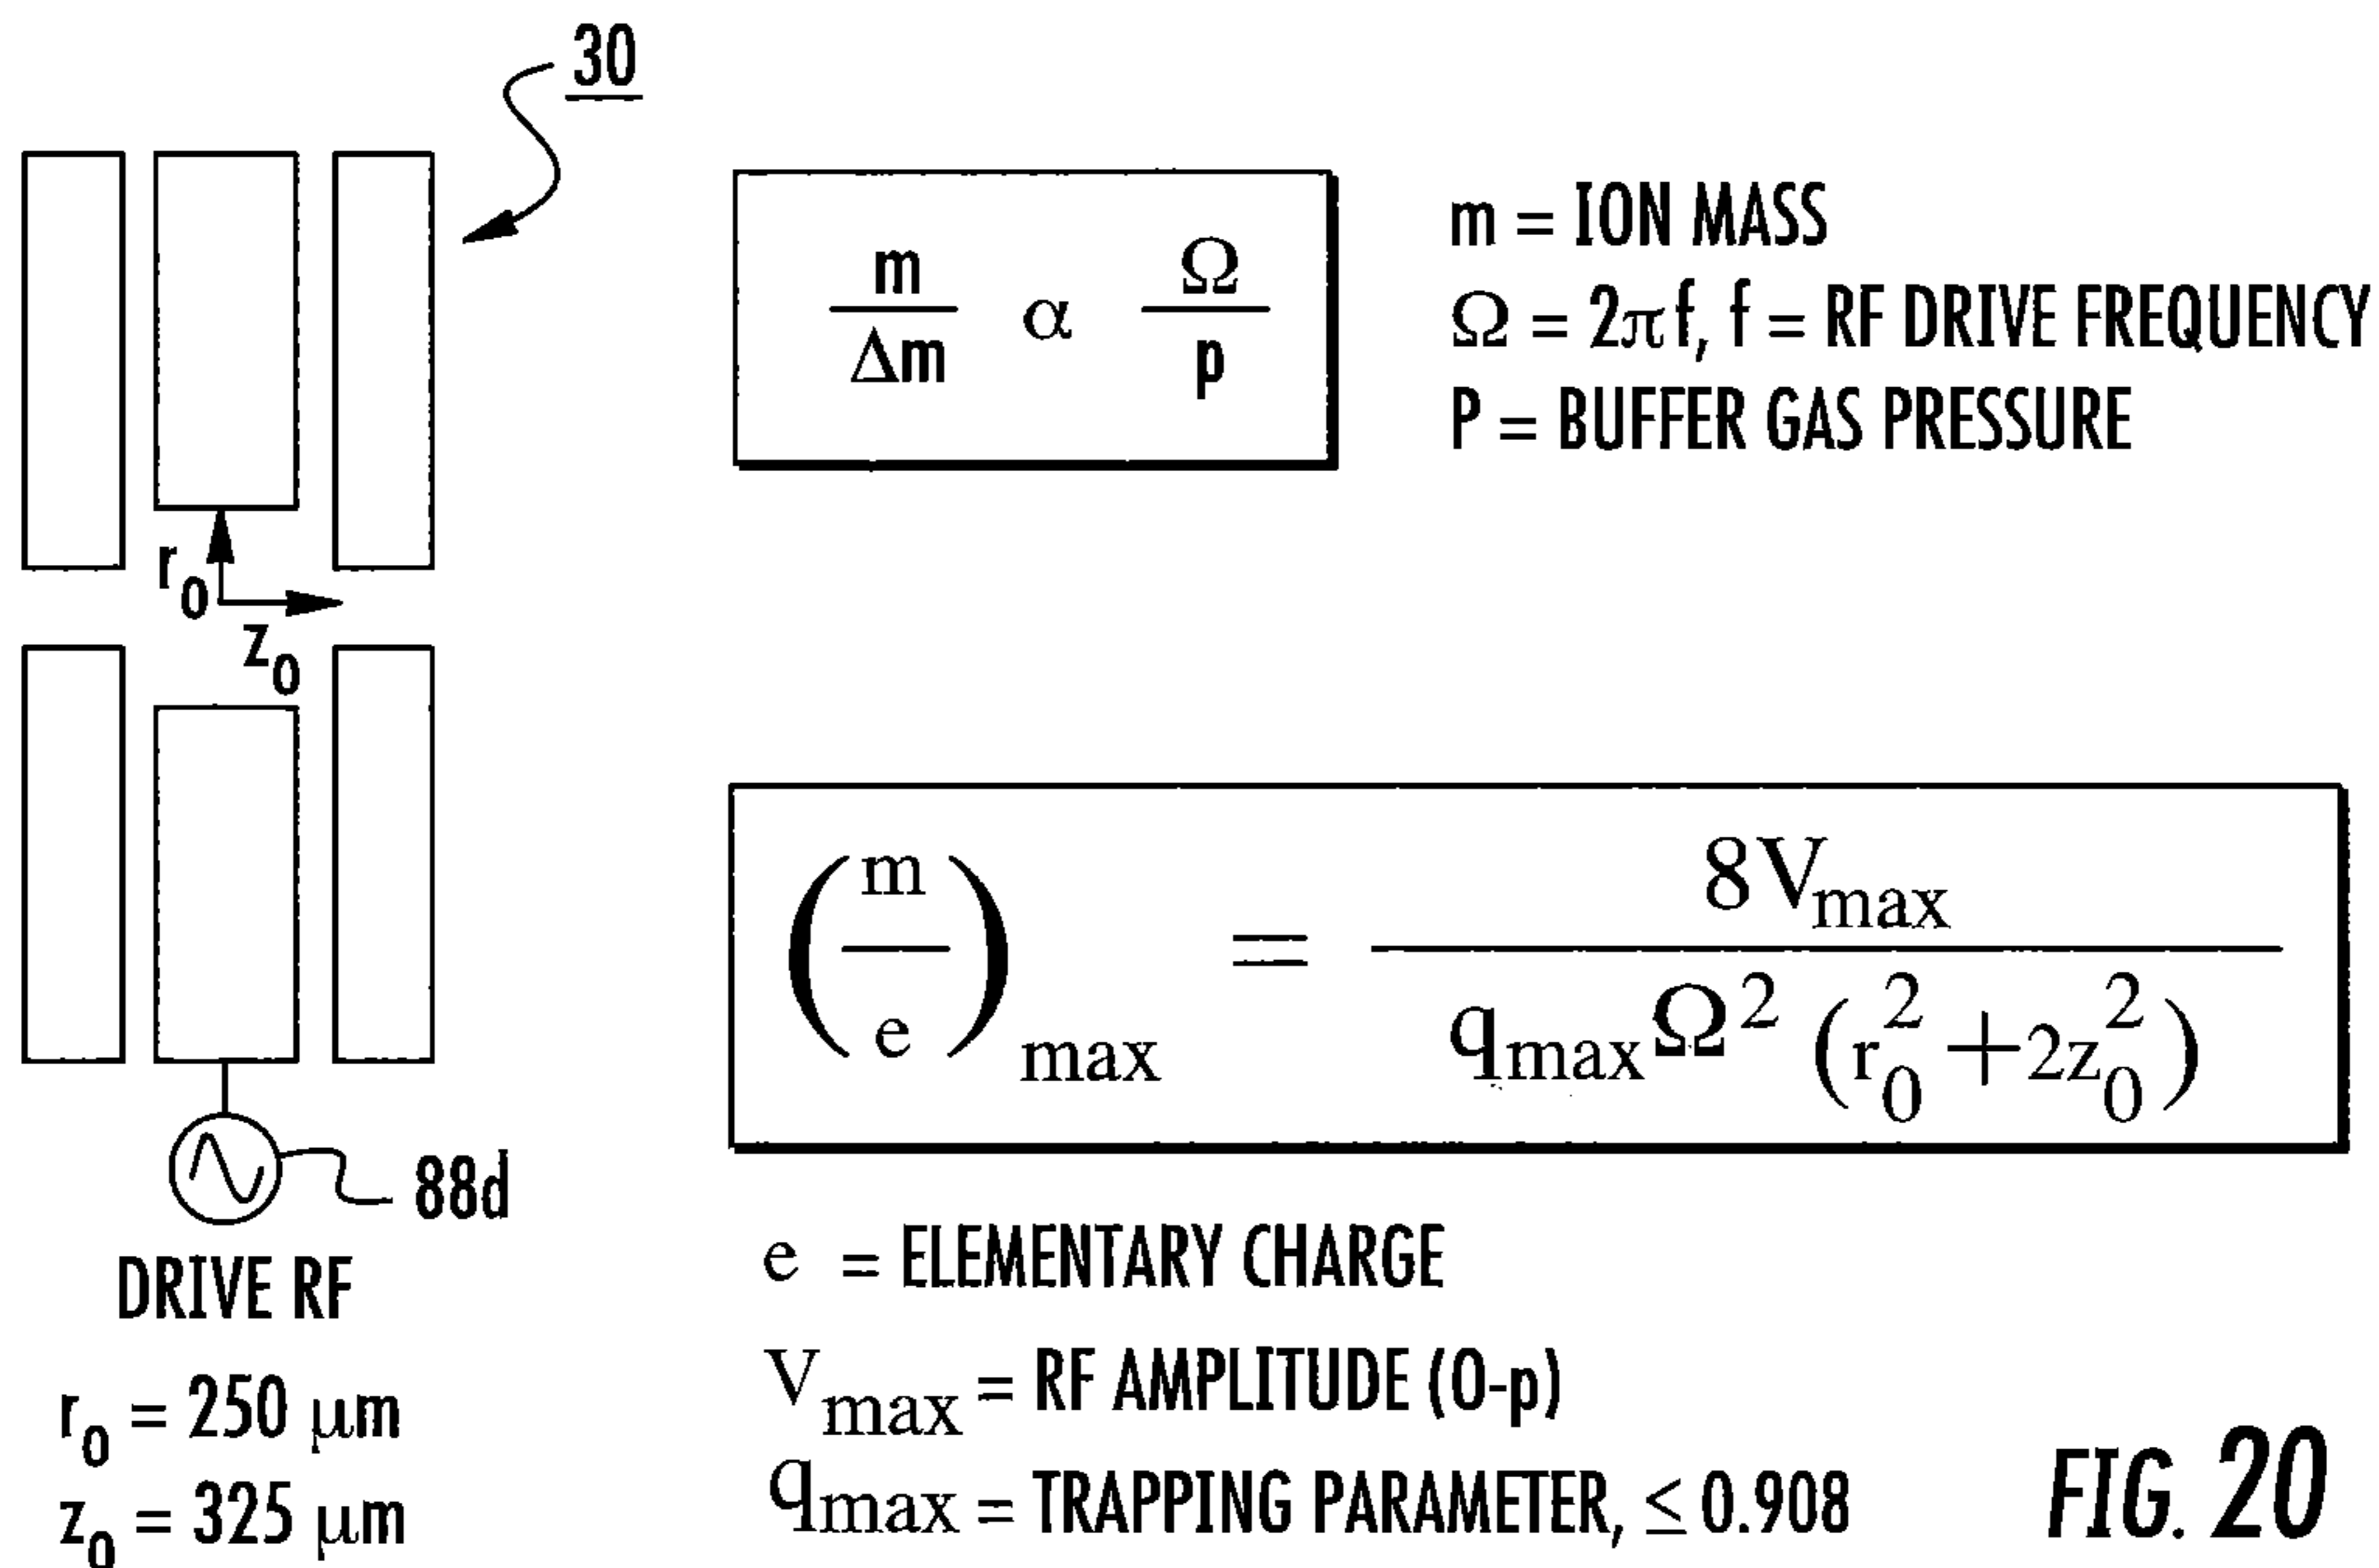 30
m/Δm α Ω/p
m = ION MASS
Ω = 2πf, f = RF DRIVE FREQUENCY
P = BUFFER GAS PRESSURE
r₀
z₀
(m/e)max = 8Vmax / qmaxΩ² (r₀² + 2z₀²)
88d
DRIVE RF
r₀ = 250 μm
z₀ = 325 μm
e = ELEMENTARY CHARGE
Vmax = RF AMPLITUDE (0-p)
qmax = TRAPPING PARAMETER, ≤ 0.908
FIG. 20